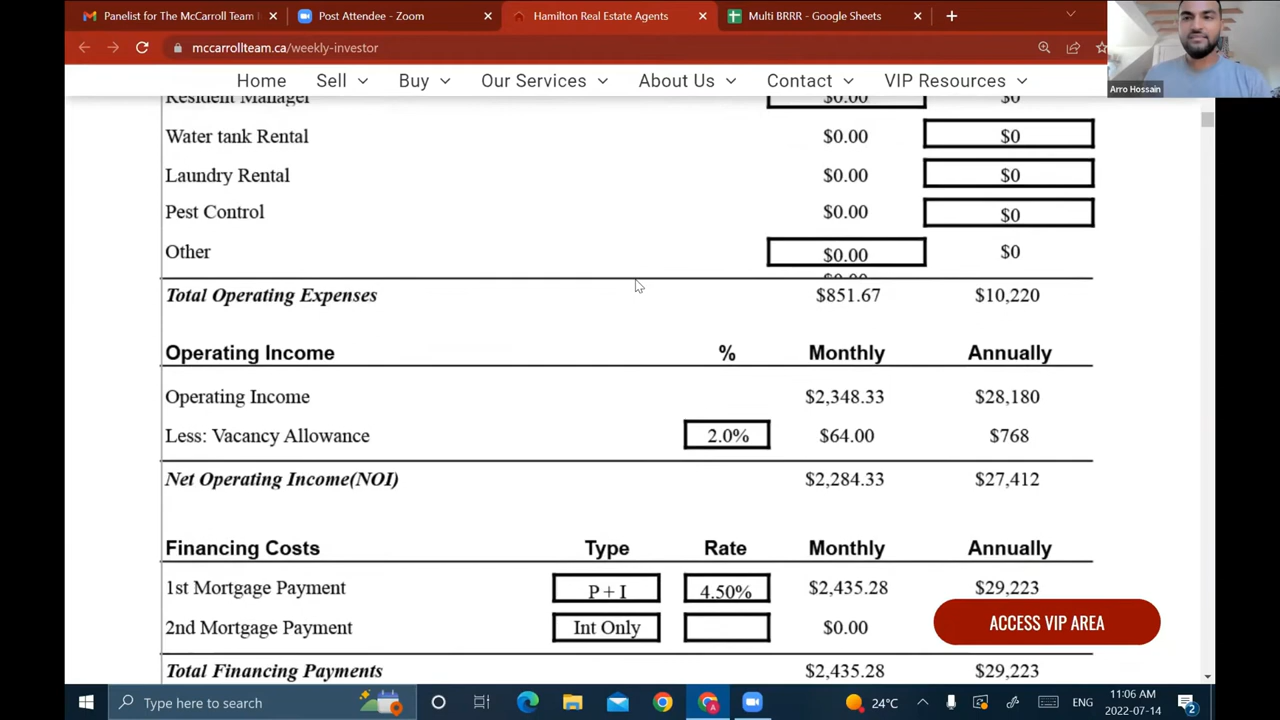 Panelist for The McCarroll Team
Post Attendee - Zoom
Hamilton Real Estate Agents
Multi BRRR - Google Sheets
mccarrollteam.ca/weekly-investor
Arro Hossain
Home Sell Buy Our Services About Us Contact VIP Resources
Resident Manager $0.00 $0
Water tank Rental $0.00 $0
Laundry Rental $0.00 $0
Pest Control $0.00 $0
Other $0.00 $0
$0.00
Total Operating Expenses $851.67 $10,220
Operating Income % Monthly Annually
Operating Income $2,348.33 $28,180
Less: Vacancy Allowance 2.0% $64.00 $768
Net Operating Income(NOI) $2,284.33 $27,412
Financing Costs Type Rate Monthly Annually
1st Mortgage Payment P + I 4.50% $2,435.28 $29,223
2nd Mortgage Payment Int Only $0.00
ACCESS VIP AREA
Total Financing Payments $2,435.28 $29,223
Type here to search
24°C
ENG
11:06 AM
2022-07-14
2